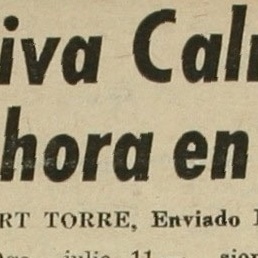 iva Cal
hora en
RT TORRE, Enviado
julio 11